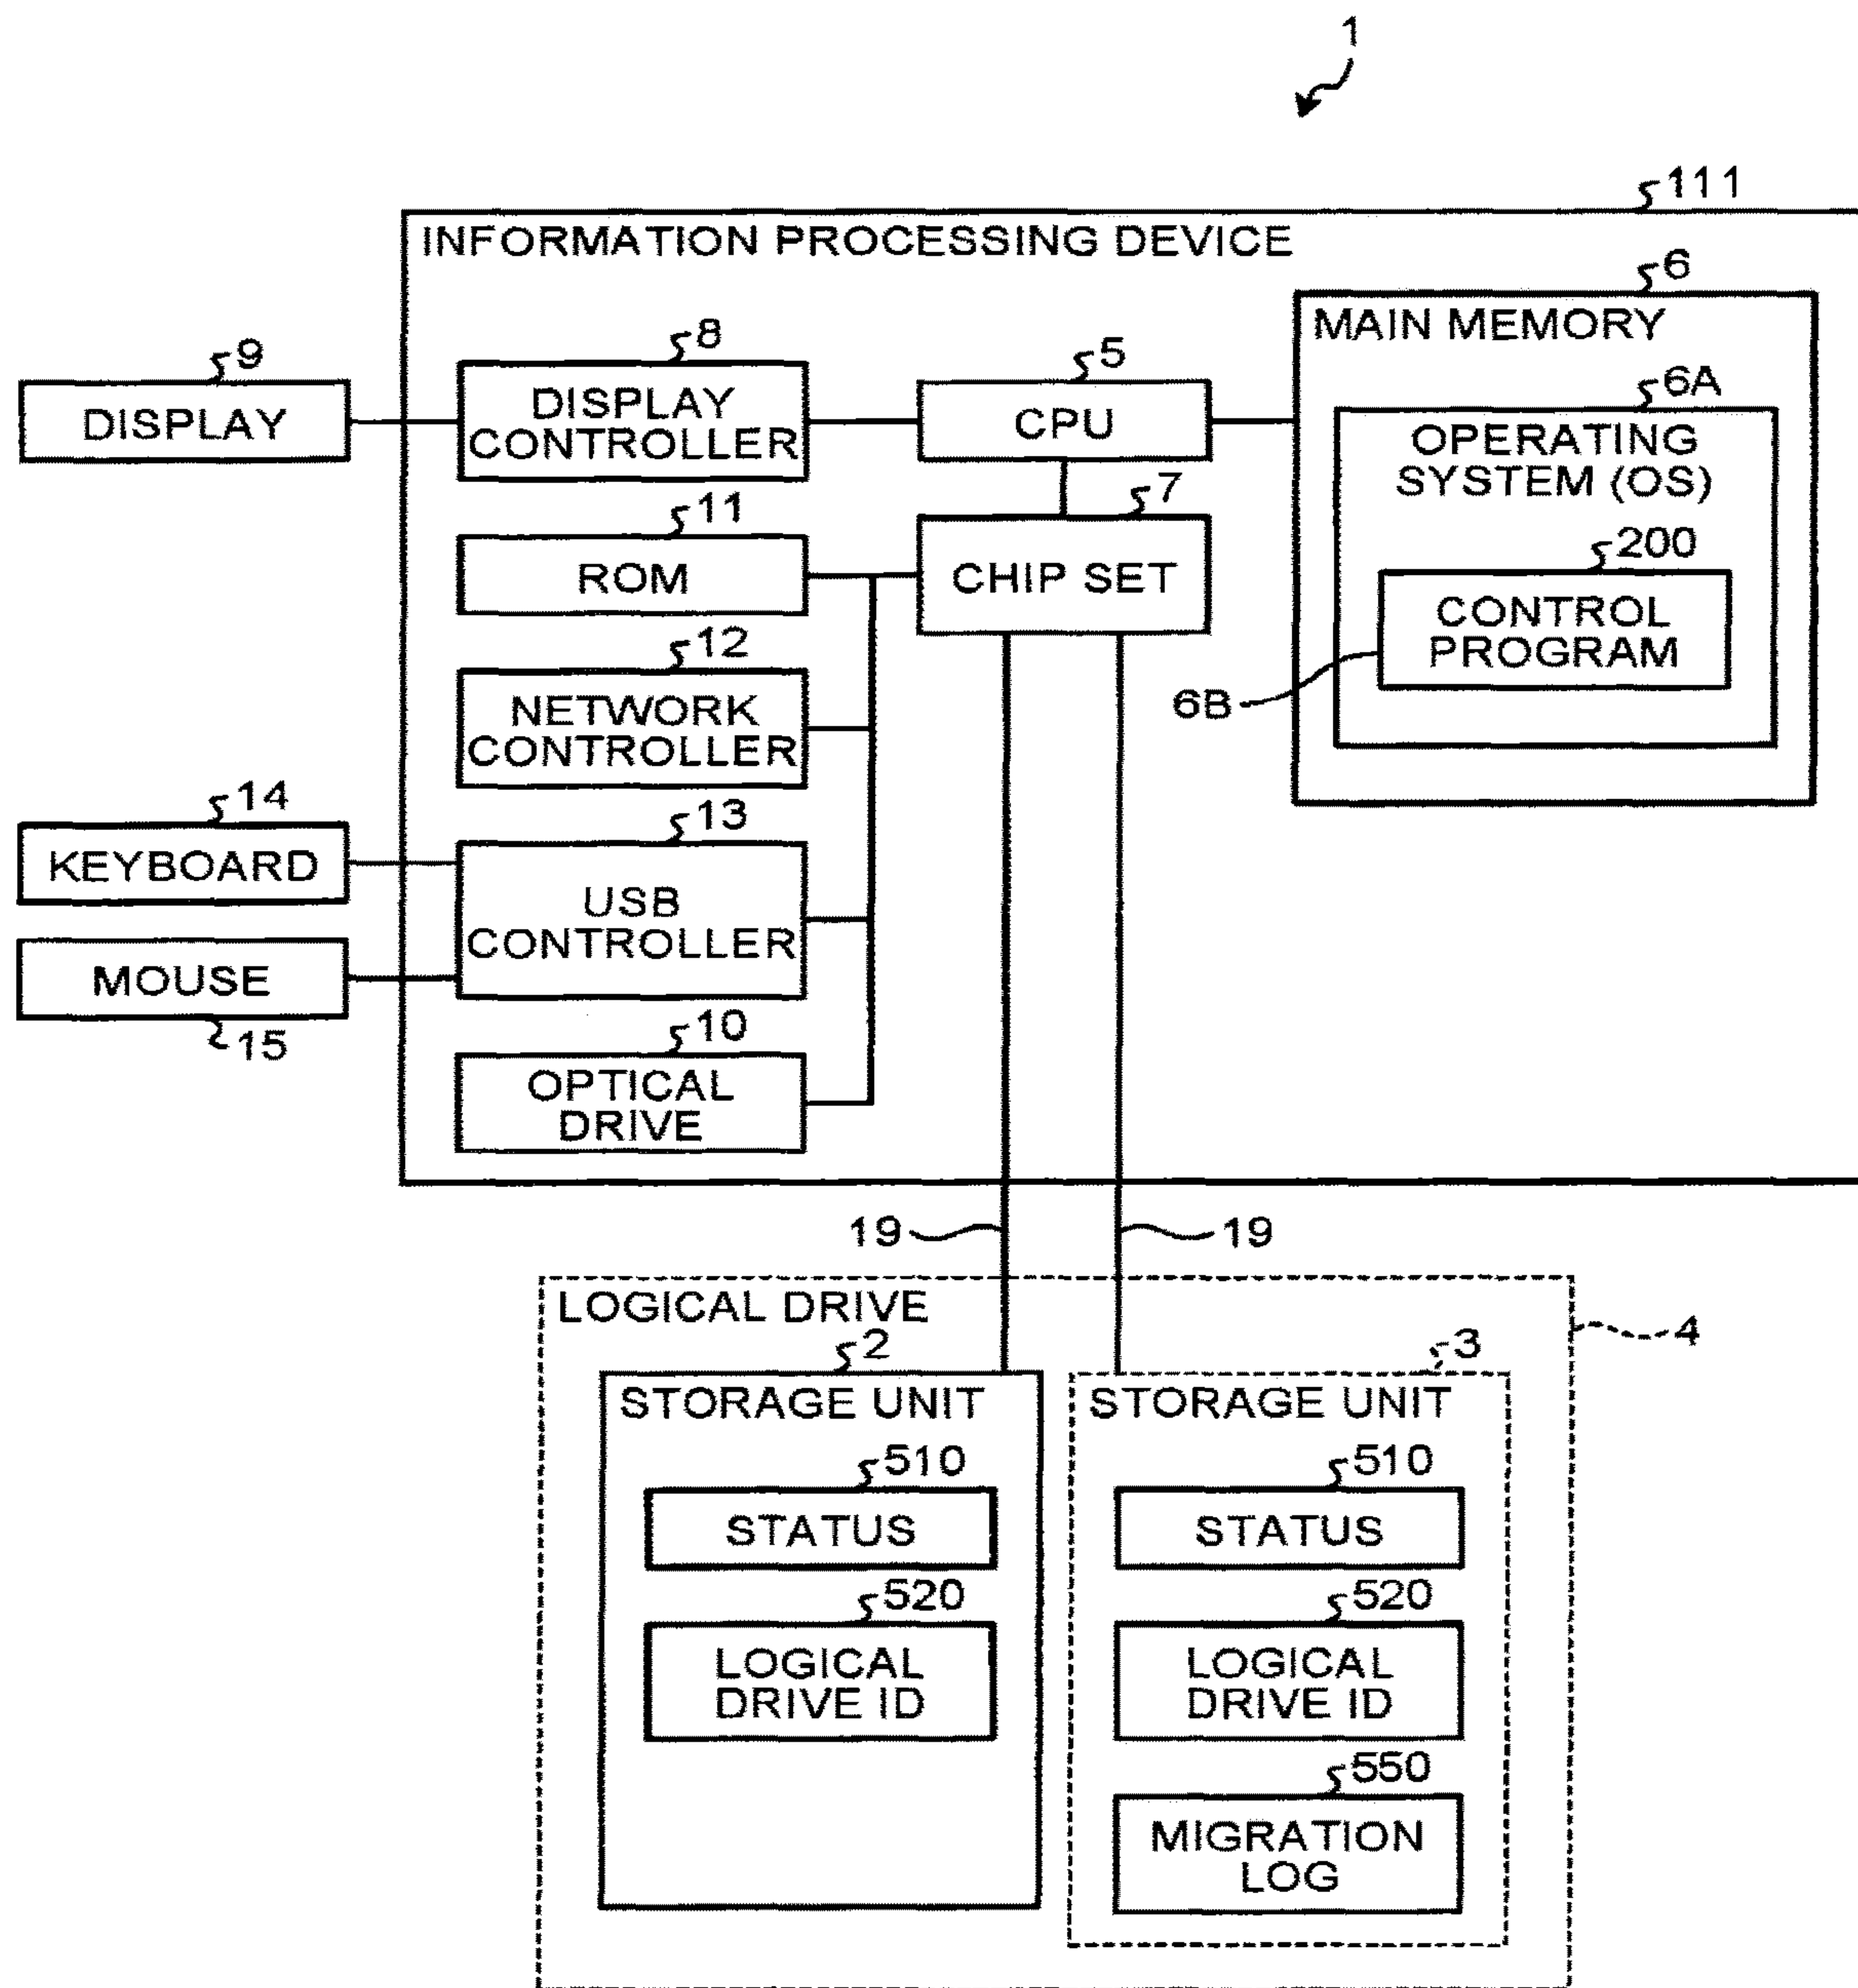 1
111
INFORMATION PROCESSING DEVICE
6
MAIN MEMORY
8
5
9
6A
DISPLAY
DISPLAY
CONTROLLER
CPU
OPERATING
SYSTEM (OS)
11
7
200
ROM
CHIP SET
CONTROL
PROGRAM
12
6B
NETWORK
CONTROLLER
14
13
KEYBOARD
USB
CONTROLLER
MOUSE
15
10
OPTICAL
DRIVE
19
19
LOGICAL DRIVE
4
2
3
STORAGE UNIT
STORAGE UNIT
510
510
STATUS
STATUS
520
520
LOGICAL
DRIVE ID
LOGICAL
DRIVE ID
550
MIGRATION
LOG